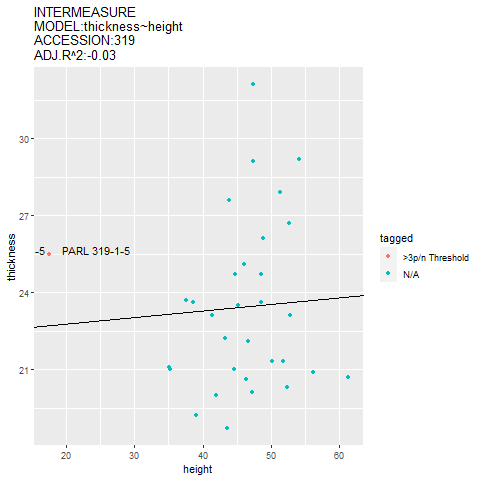 INTERMEASURE
MODEL:thickness~height
ACCESSION:319
ADJ.R^2:-0.03
30
27
-5 PARL 319-1-5
24
21
thickness
20 30 40 50 60
height
tagged
>3p/n Threshold
N/A